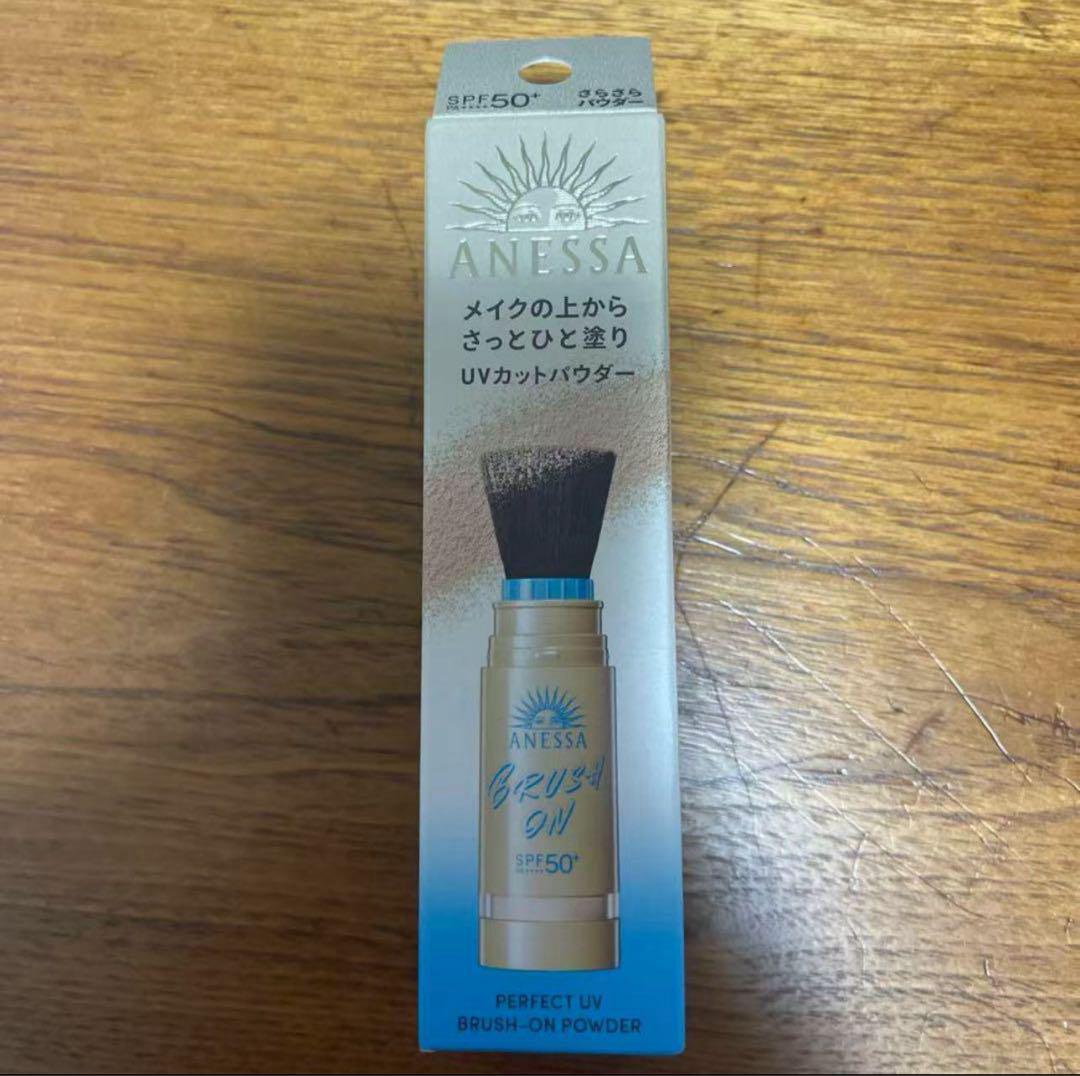 SPF50+ さらさら
PA++++ パウダー
ANESSA
メイクの上から
さっとひと塗り
UVカットパウダー
ANESSA
BRUSH
ON
SPF50+
PA++++
PERFECT UV
BRUSH-ON POWDER